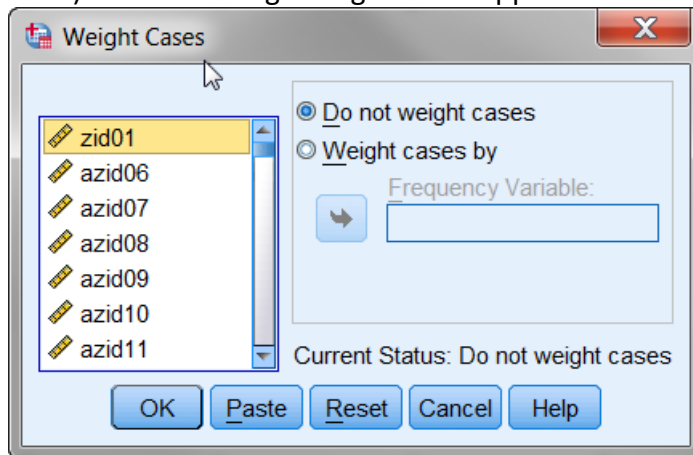 Weight Cases
X
zid01
azid06
azid07
azid08
azid09
azid10
azid11
Do not weight cases
Weight cases by
Frequency Variable:
Current Status: Do not weight cases
OK Paste Reset Cancel Help